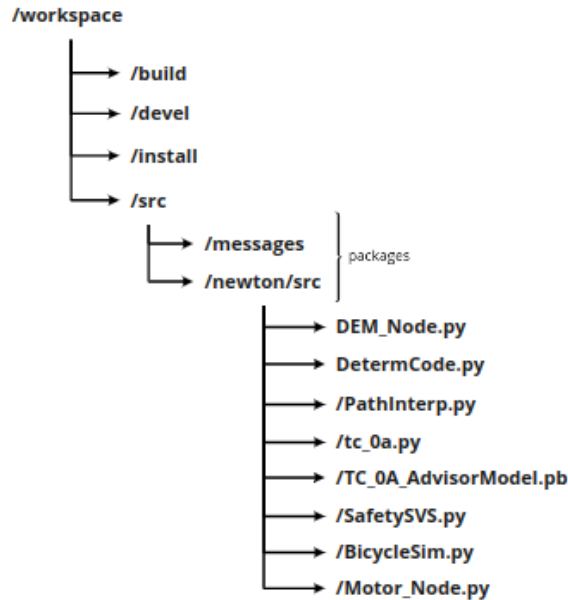 /workspace
/build
/devel
/install
/src
/messages
packages
/newton/src
DEM_Node.py
DetermCode.py
/PathInterp.py
/tc_0a.py
/TC_0A_AdvisorModel.pb
/SafetySVS.py
/BicycleSim.py
/Motor_Node.py